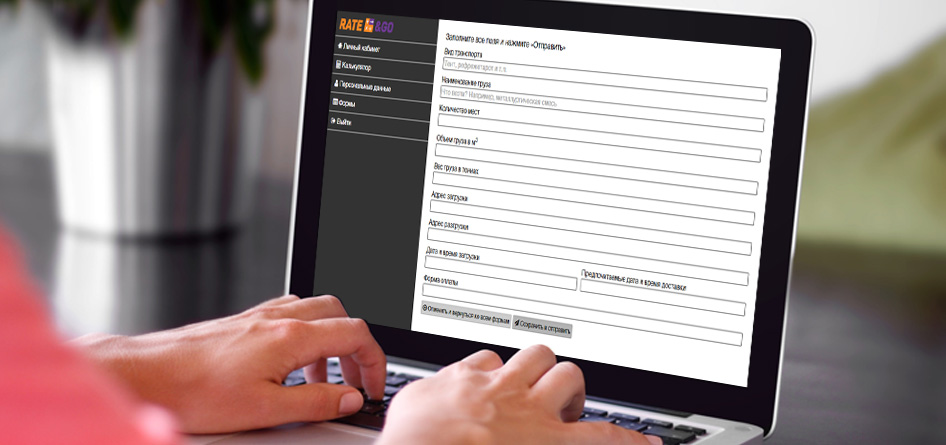 RATE &GO
Личный кабинет
Калькулятор
Персональные данные
Формы
Выйти
Заполните все поля и нажмите «Отправить»
Вид транспорта
Тент, рефрижератор и т.п.
Наименование груза
Что везем? Например, металлургическая смесь
Количество мест
Объем груза в м³
Вес груза в тоннах
Адрес загрузки
Адрес разгрузки
Дата и время загрузки
Предпочитаемые дата и время доставки
Форма оплаты
Отменить и вернуться ко всем формам
Сохранить и отправить